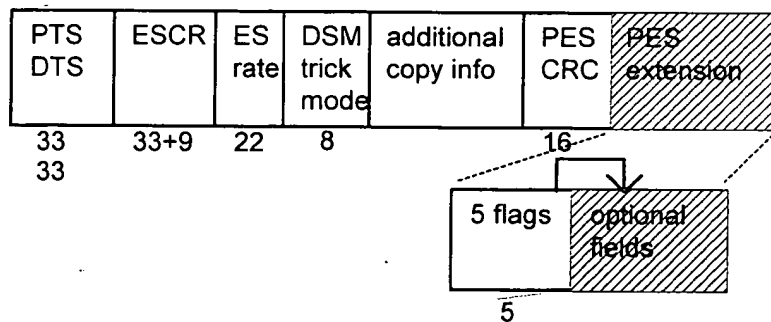 PTS DTS ESCR ES rate DSM trick mode additional copy info PES CRC PES extension
33 33 33+9 22 8 16
5 flags optional fields
5